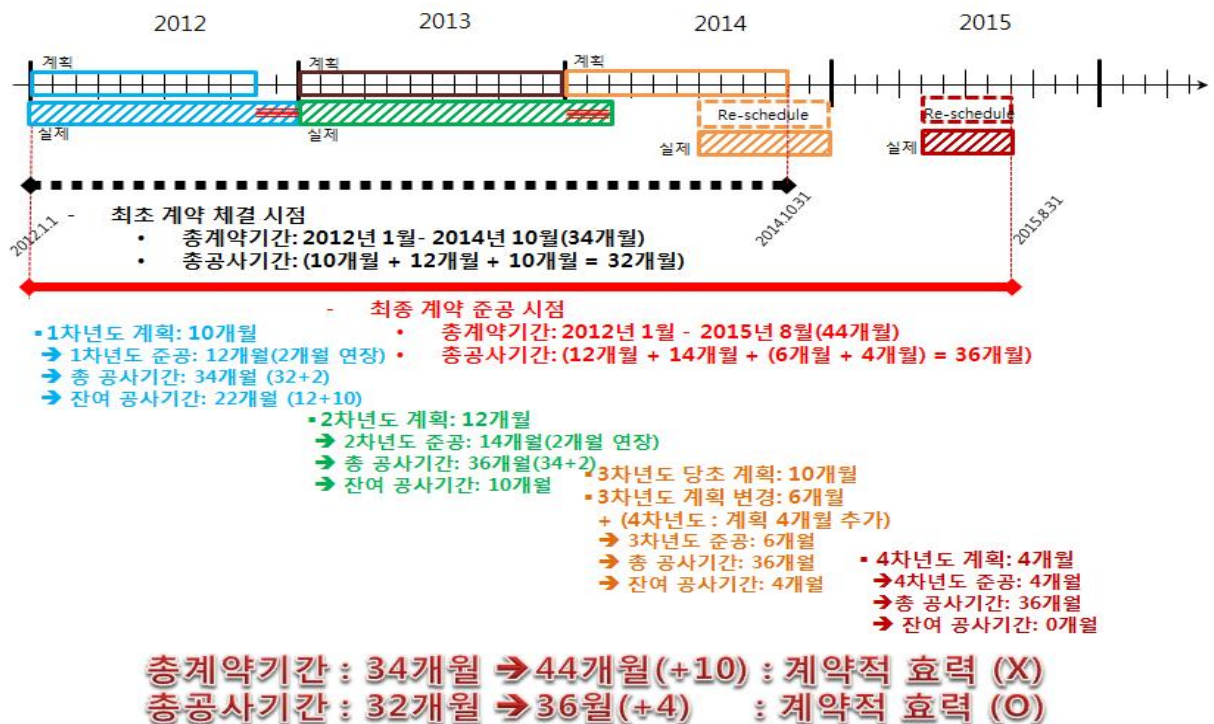 2012
2013
2014
2015
계획
계획
계획
실제
실제
Re-schedule
Re-schedule
실제
실제
2012.1.1
2014.10.31
2015.8.31
- 최초 계약 체결 시점
• 총계약기간: 2012년 1월- 2014년 10월(34개월)
• 총공사기간: (10개월 + 12개월 + 10개월 = 32개월)
- 최종 계약 준공 시점
• 총계약기간: 2012년 1월 - 2015년 8월(44개월)
• 총공사기간: (12개월 + 14개월 + (6개월 + 4개월) = 36개월)
▪ 1차년도 계획: 10개월
➔ 1차년도 준공: 12개월(2개월 연장)
➔ 총 공사기간: 34개월 (32+2)
➔ 잔여 공사기간: 22개월 (12+10)
▪ 2차년도 계획: 12개월
➔ 2차년도 준공: 14개월(2개월 연장)
➔ 총 공사기간: 36개월(34+2)
➔ 잔여 공사기간: 10개월
▪ 3차년도 당초 계획: 10개월
▪ 3차년도 계획 변경: 6개월
+ (4차년도 : 계획 4개월 추가)
➔ 3차년도 준공: 6개월
➔ 총 공사기간: 36개월
➔ 잔여 공사기간: 4개월
▪ 4차년도 계획: 4개월
➔4차년도 준공: 4개월
➔총 공사기간: 36개월
➔ 잔여 공사기간: 0개월
총계약기간 : 34개월 ➔44개월(+10) : 계약적 효력 (X)
총공사기간 : 32개월 ➔36월(+4) : 계약적 효력 (O)